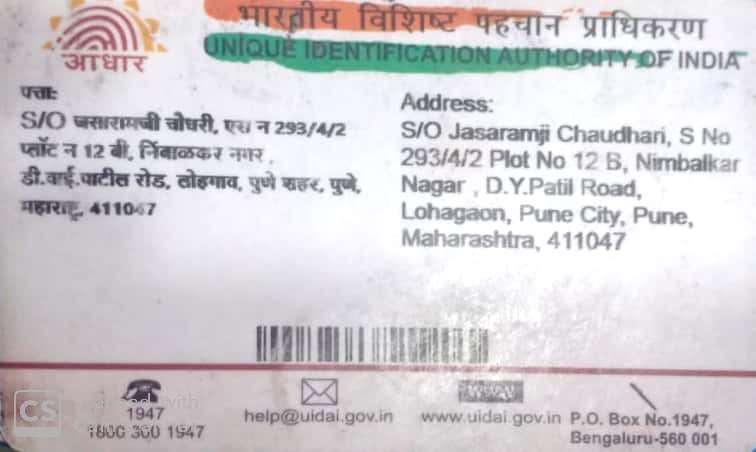 भारतीय विशिष्ट पहचान प्राधिकरण
UNIQUE IDENTIFICATION AUTHORITY OF INDIA
आधार
पत्ता:
S/O जसारामजी चोधरी, एस न 293/4/2
प्लॉट न 12 बी, निंबाळकर नगर ,
डी.वाई.पाटील रोड, लोहगाव, पुणे शहर, पुणे,
महाराष्ट्र, 411047
Address:
S/O Jasaramji Chaudhari, S No
293/4/2 Plot No 12 B, Nimbalkar
Nagar , D.Y.Patil Road,
Lohagaon, Pune City, Pune,
Maharashtra, 411047
1947
1800 300 1947
help@uidai.gov.in
www
www.uidai.gov.in
P.O. Box No.1947,
Bengaluru-560 001
CS
with